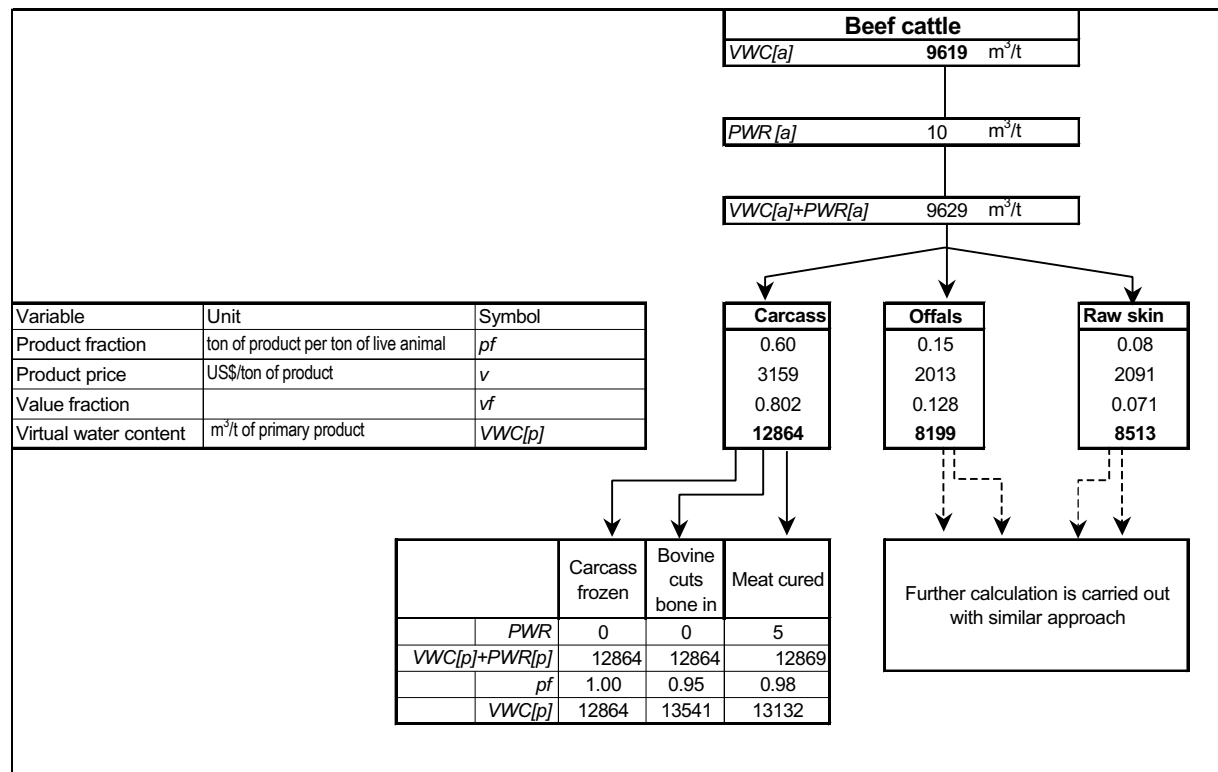 Beef cattle
VWC[a] 9619 m³/t
PWR [a] 10 m³/t
VWC[a]+PWR[a] 9629 m³/t
Variable Unit Symbol
Product fraction ton of product per ton of live animal pf
Product price US$/ton of product v
Value fraction vf
Virtual water content m³/t of primary product VWC[p]
Carcass Offals Raw skin
0.60 0.15 0.08
3159 2013 2091
0.802 0.128 0.071
12864 8199 8513
Carcass
frozen
Bovine
cuts
bone in
Meat cured
PWR 0 0 5
VWC[p]+PWR[p] 12864 12864 12869
pf 1.00 0.95 0.98
VWC[p] 12864 13541 13132
Further calculation is carried out
with similar approach